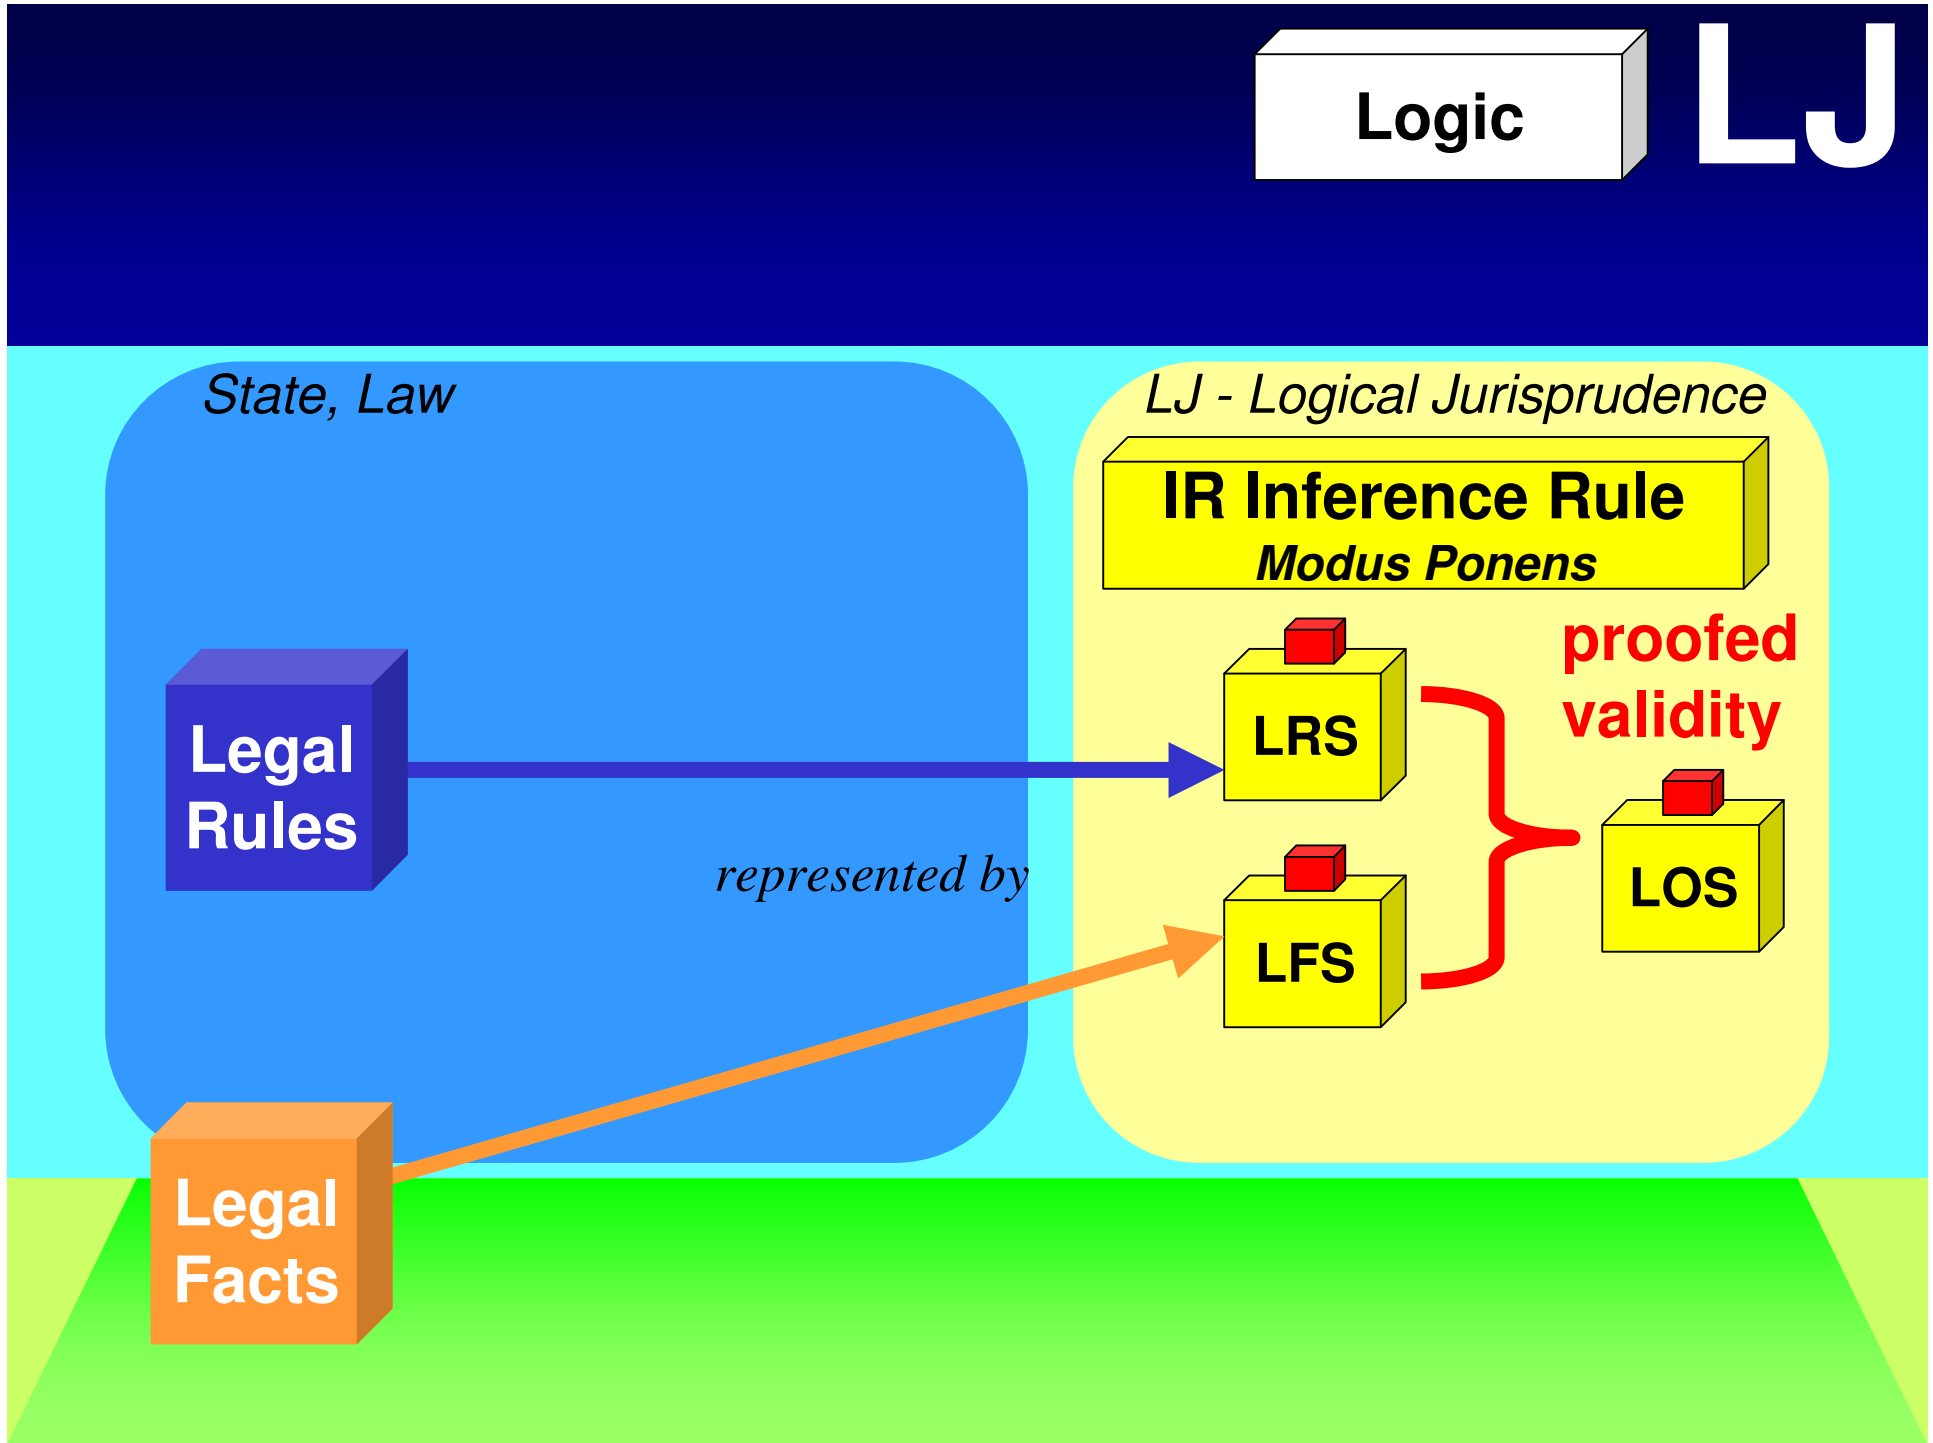 Logic
LJ
State, Law
LJ - Logical Jurisprudence
IR Inference Rule
Modus Ponens
proofed
validity
Legal
Rules
LRS
represented by
LOS
LFS
Legal
Facts